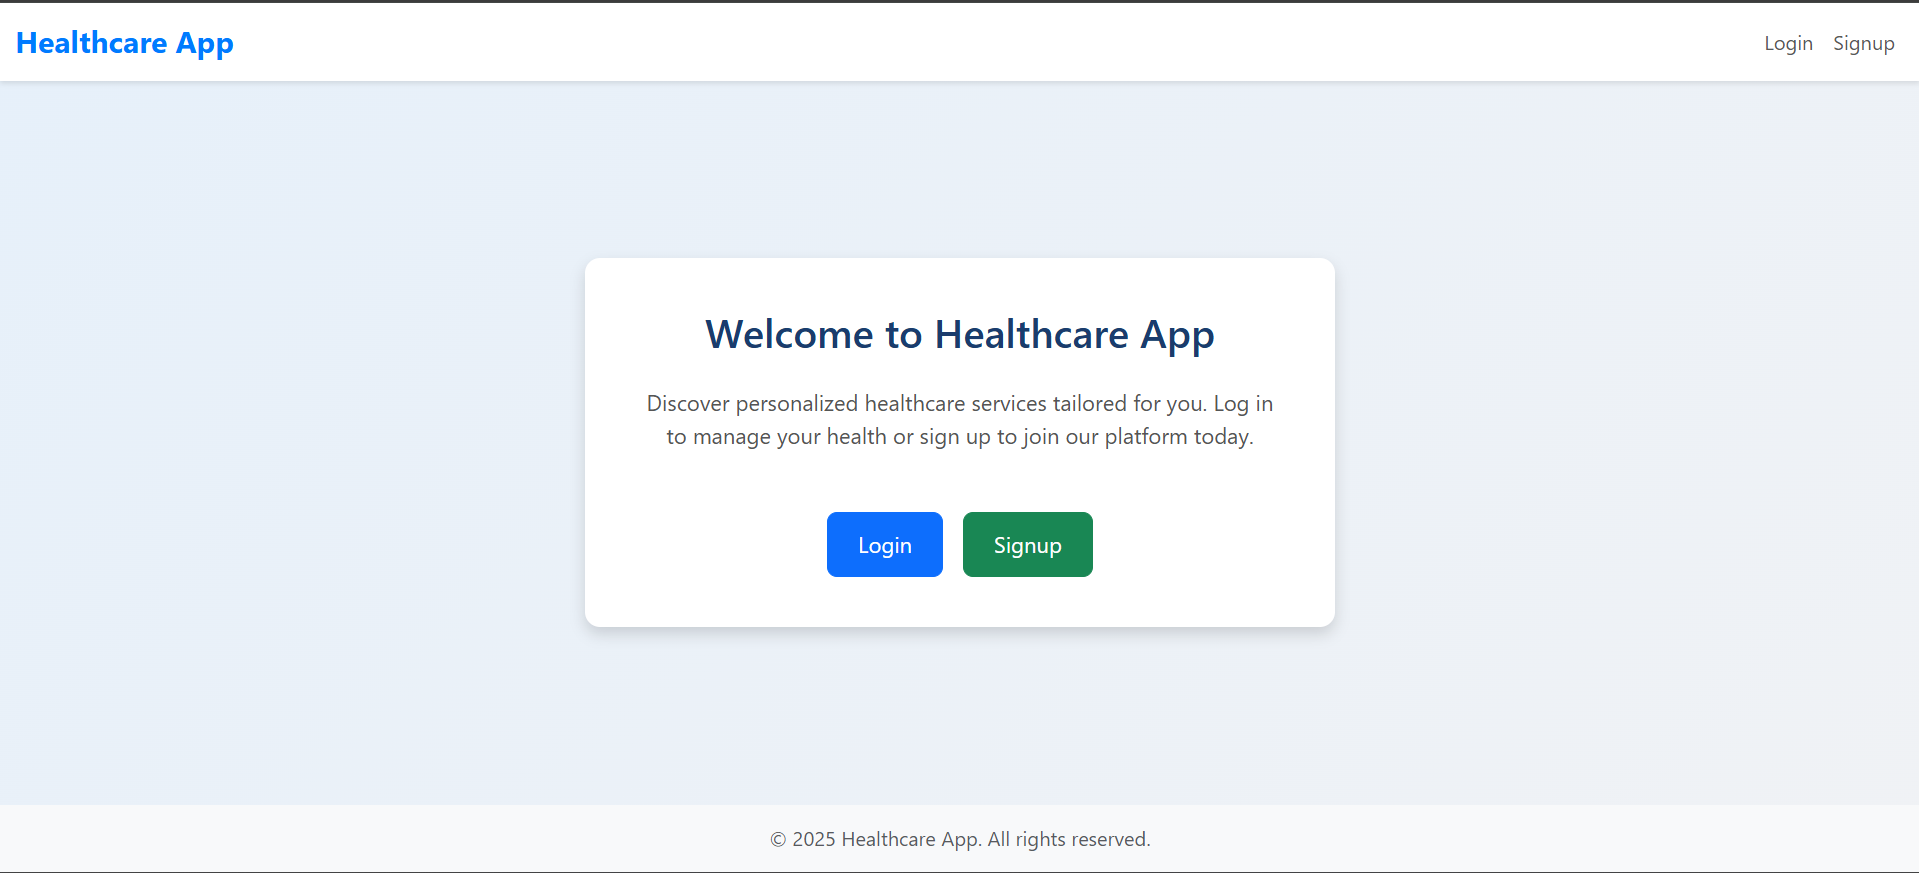 Healthcare App
Login
Signup
Welcome to Healthcare App
Discover personalized healthcare services tailored for you. Log in
to manage your health or sign up to join our platform today.
Login
Signup
© 2025 Healthcare App. All rights reserved.